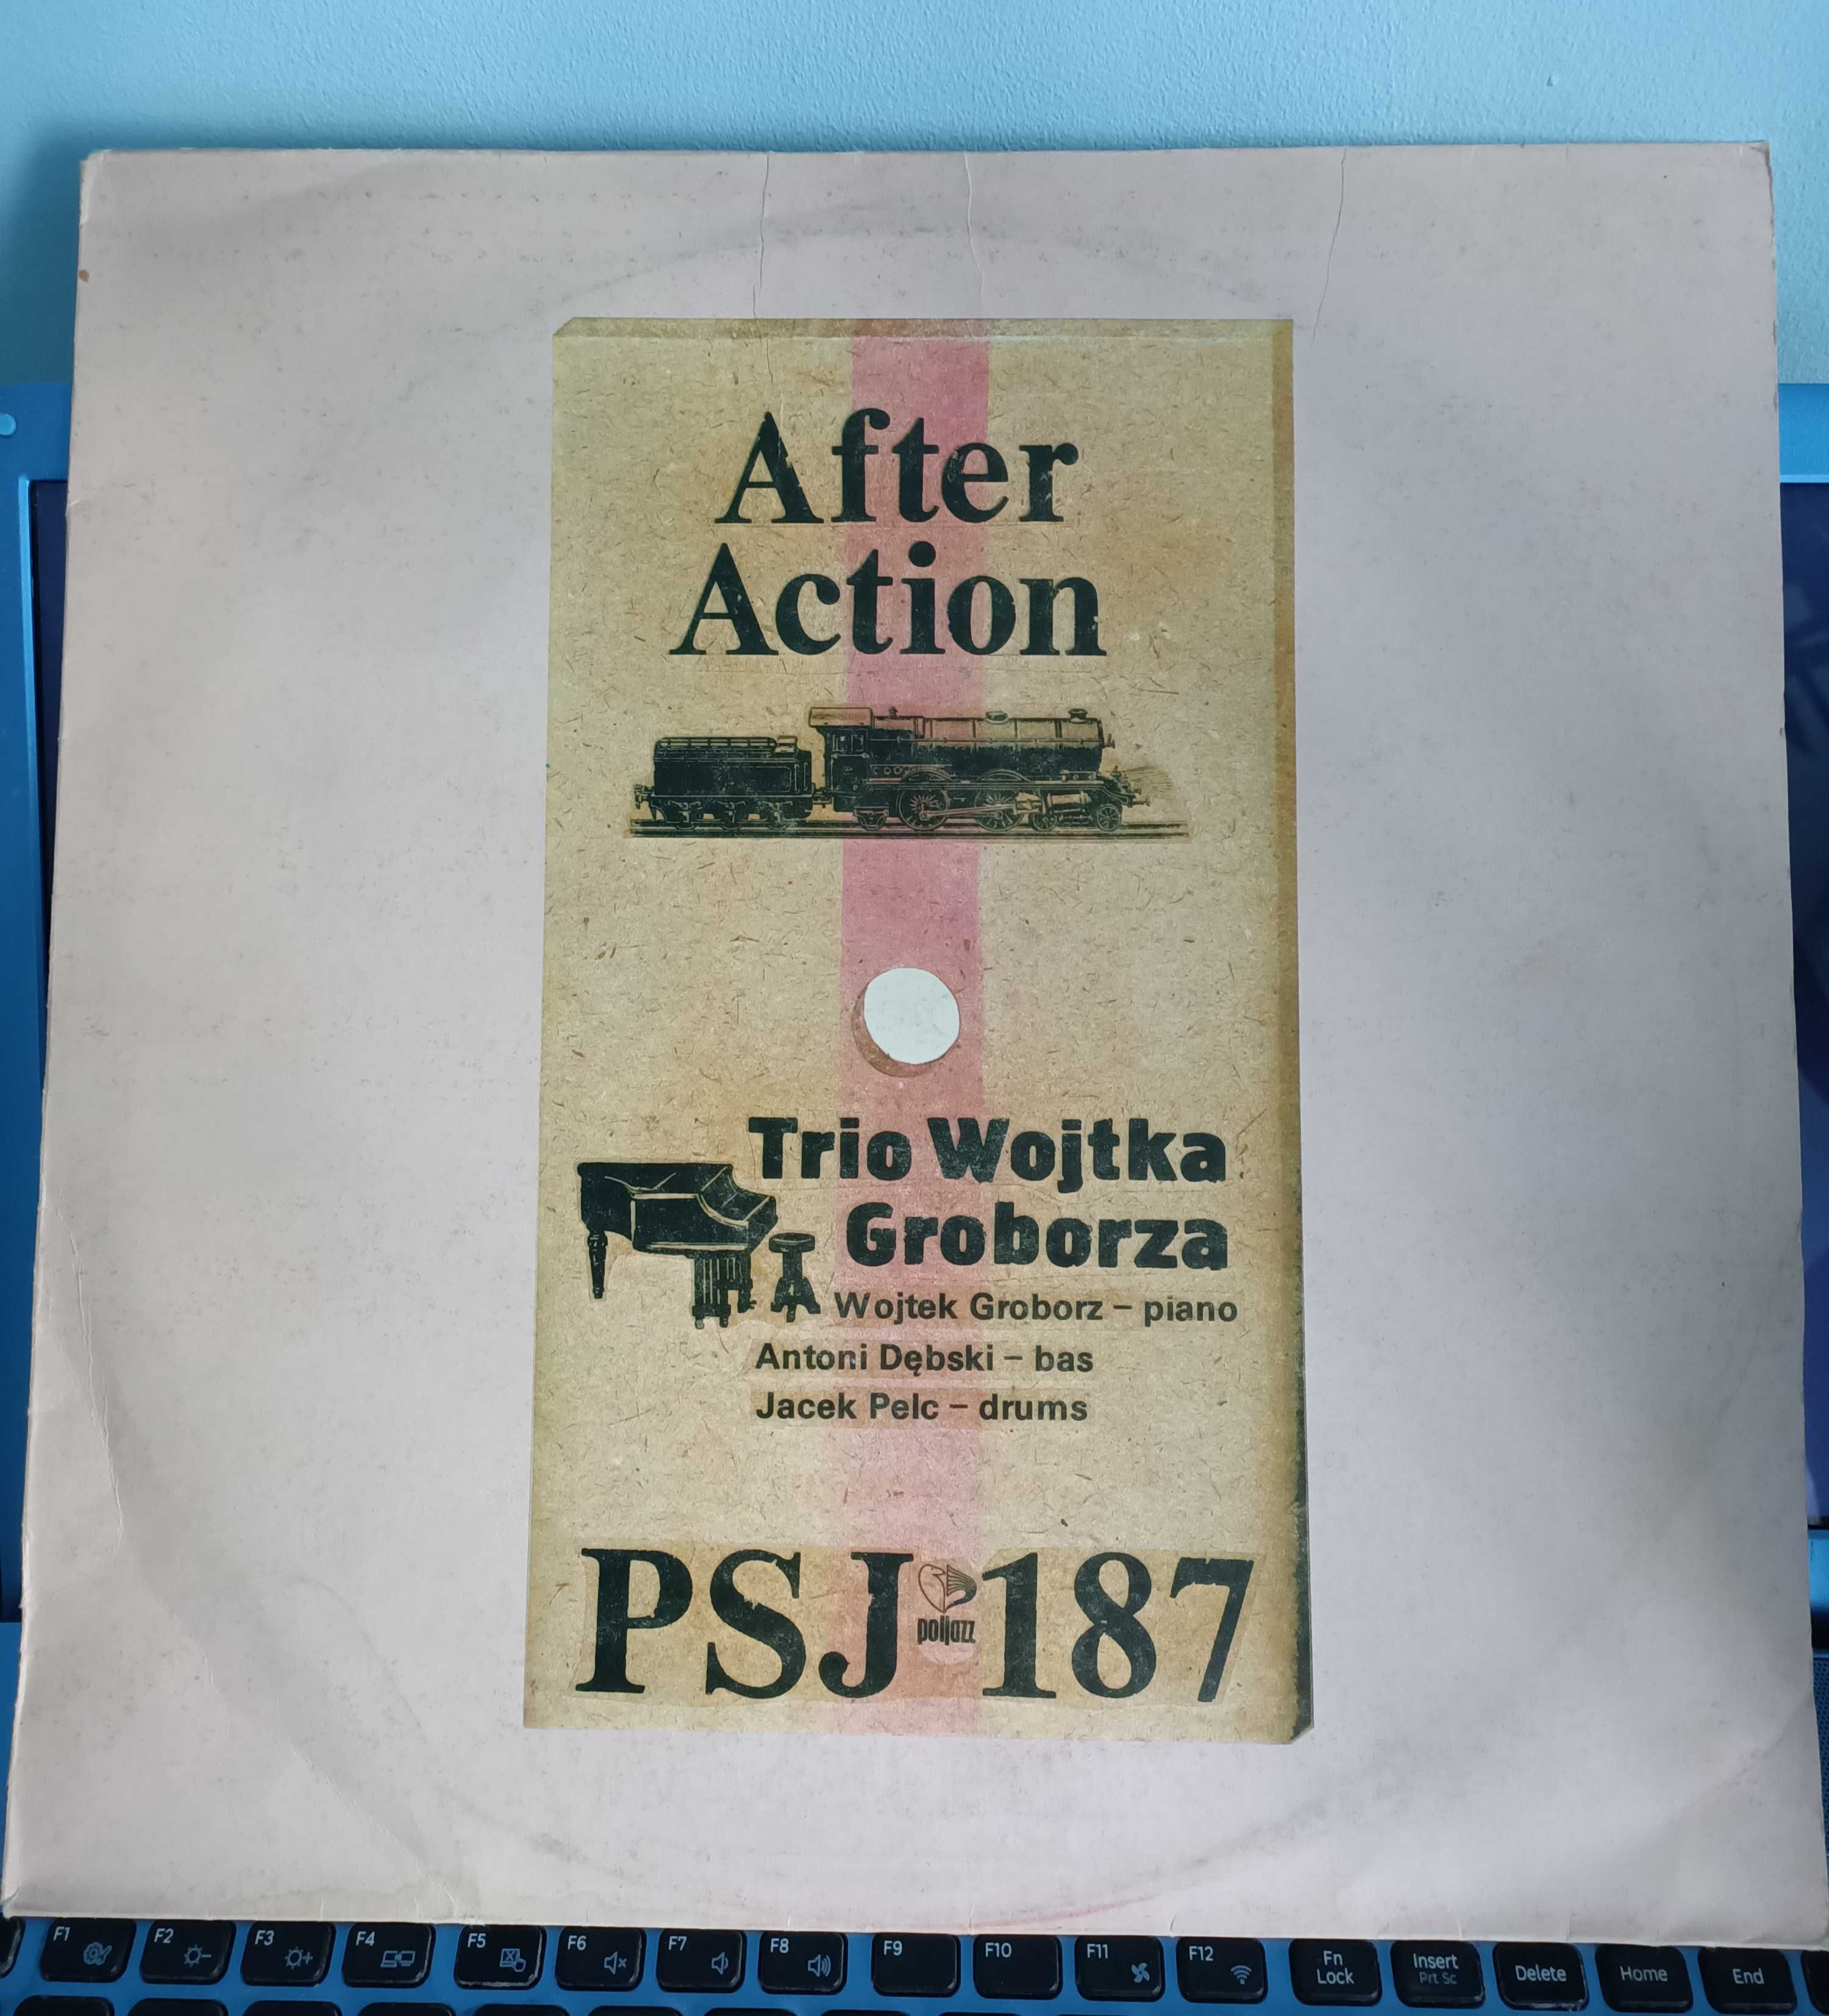 After
Action
Trio Wojtka
Groborza
Wojtek Groborz – piano
Antoni Dębski – bas
Jacek Pelc – drums
PSJ poljazz 187
F1 F2 F3 F4 F5 F6 F7 F8 F9 F10 F11 F12 Fn Lock Insert Prt Sc Delete Home End